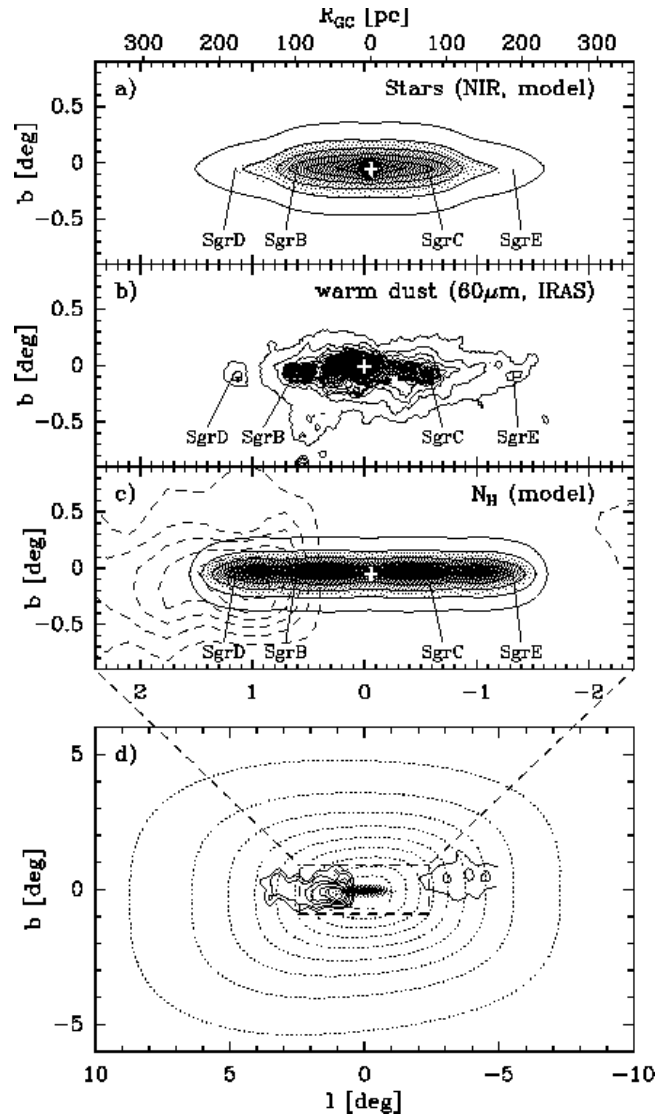 R_GC [pc]
300 200 100 0 100 200 300
a) Stars (NIR, model)
b [deg]
0.5
0
-0.5
SgrD SgrB SgrC SgrE
b) warm dust (60μm, IRAS)
b [deg]
0.5
0
-0.5
SgrD SgrB SgrC SgrE
c) N_H (model)
b [deg]
0.5
0
-0.5
SgrD SgrB SgrC SgrE
2 1 0 -1 -2
d)
b [deg]
5
0
-5
10 5 0 -5 -10
l [deg]